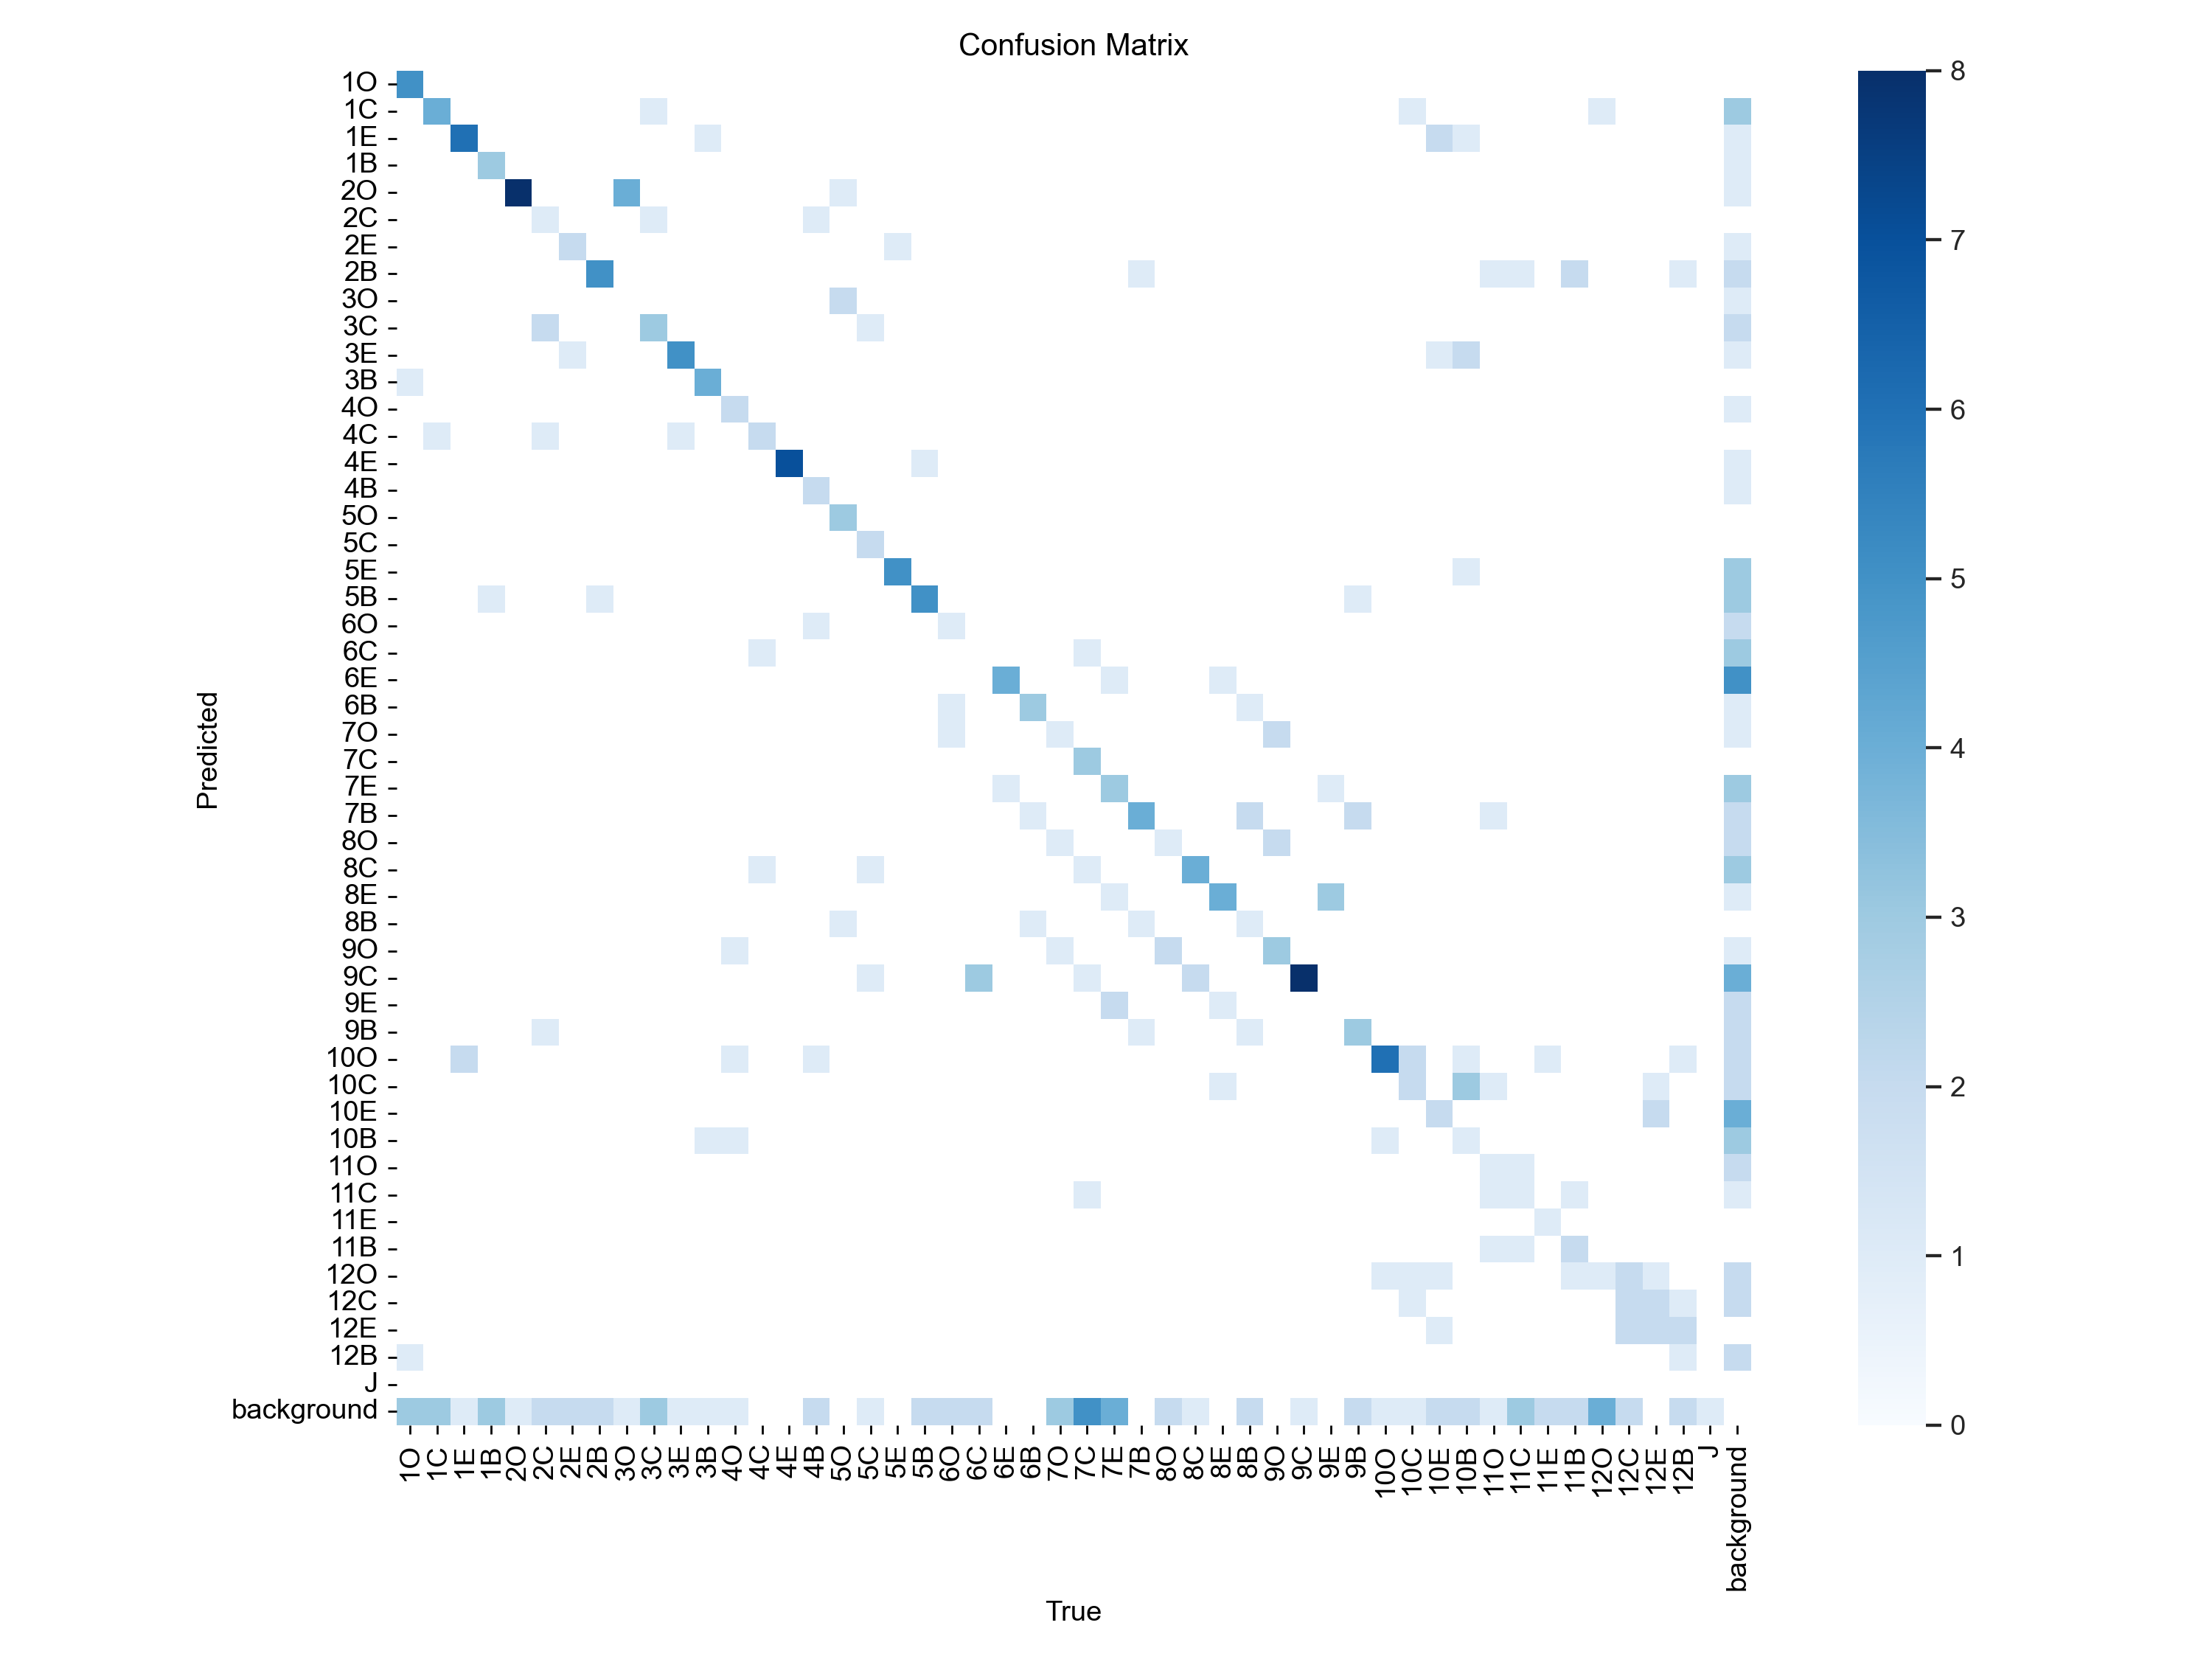 Confusion Matrix
Predicted
1O
1C
1E
1B
2O
2C
2E
2B
3O
3C
3E
3B
4O
4C
4E
4B
5O
5C
5E
5B
6O
6C
6E
6B
7O
7C
7E
7B
8O
8C
8E
8B
9O
9C
9E
9B
10O
10C
10E
10B
11O
11C
11E
11B
12O
12C
12E
12B
J
background
1O 1C 1E 1B 2O 2C 2E 2B 3O 3C 3E 3B 4O 4C 4E 4B 5O 5C 5E 5B 6O 6C 6E 6B 7O 7C 7E 7B 8O 8C 8E 8B 9O 9C 9E 9B 10O 10C 10E 10B 11O 11C 11E 11B 12O 12C 12E 12B J background
True
8
7
6
5
4
3
2
1
0